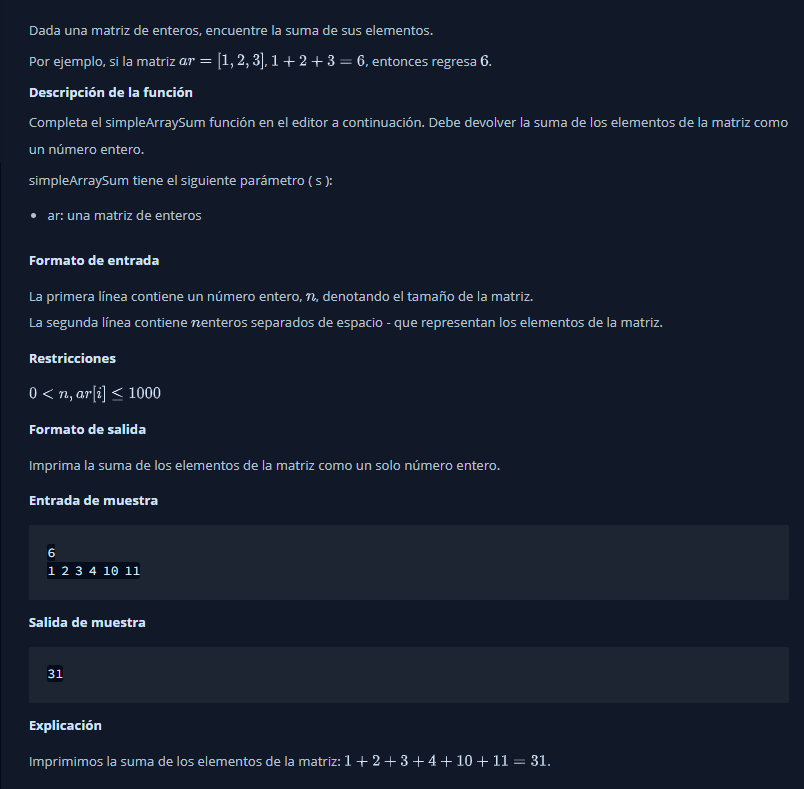 Dada una matriz de enteros, encuentre la suma de sus elementos.
Por ejemplo, si la matriz ar = [1, 2, 3], 1 + 2 + 3 = 6, entonces regresa 6.
Descripción de la función
Completa el simpleArraySum función en el editor a continuación. Debe devolver la suma de los elementos de la matriz como
un número entero.
simpleArraySum tiene el siguiente parámetro ( s ):
• ar: una matriz de enteros
Formato de entrada
La primera línea contiene un número entero, n, denotando el tamaño de la matriz.
La segunda línea contiene nenteros separados de espacio - que representan los elementos de la matriz.
Restricciones
0 < n, ar[i] ≤ 1000
Formato de salida
Imprima la suma de los elementos de la matriz como un solo número entero.
Entrada de muestra
6
1 2 3 4 10 11
Salida de muestra
31
Explicación
Imprimimos la suma de los elementos de la matriz: 1 + 2 + 3 + 4 + 10 + 11 = 31.